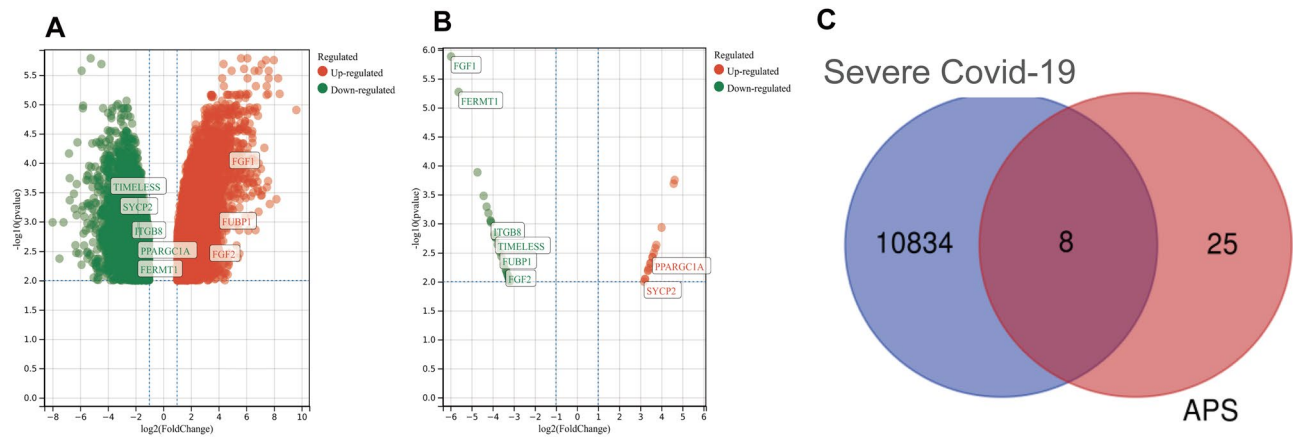 A
Regulated
Up-regulated
Down-regulated
5.5
5.0
4.5
4.0
3.5
3.0
2.5
2.0
1.5
1.0
0.5
0.0
-log10(pvalue)
FGF1
TIMELESS
SYCP2
FUBP1
ITGB8
PPARGC1A
FGF2
FERMT1
−8 −6 −4 −2 0 2 4 6 8 10
log2(FoldChange)
B
Regulated
Up-regulated
Down-regulated
6.0
5.5
5.0
4.5
4.0
3.5
3.0
2.5
2.0
1.5
1.0
0.5
0.0
-log10(pvalue)
FGF1
FERMT1
ITGB8
TIMELESS
FUBP1
PPARGC1A
FGF2
SYCP2
−6 −5 −4 −3 −2 −1 0 1 2 3 4 5 6
log2(FoldChange)
C
Severe Covid-19
10834
8
25
APS